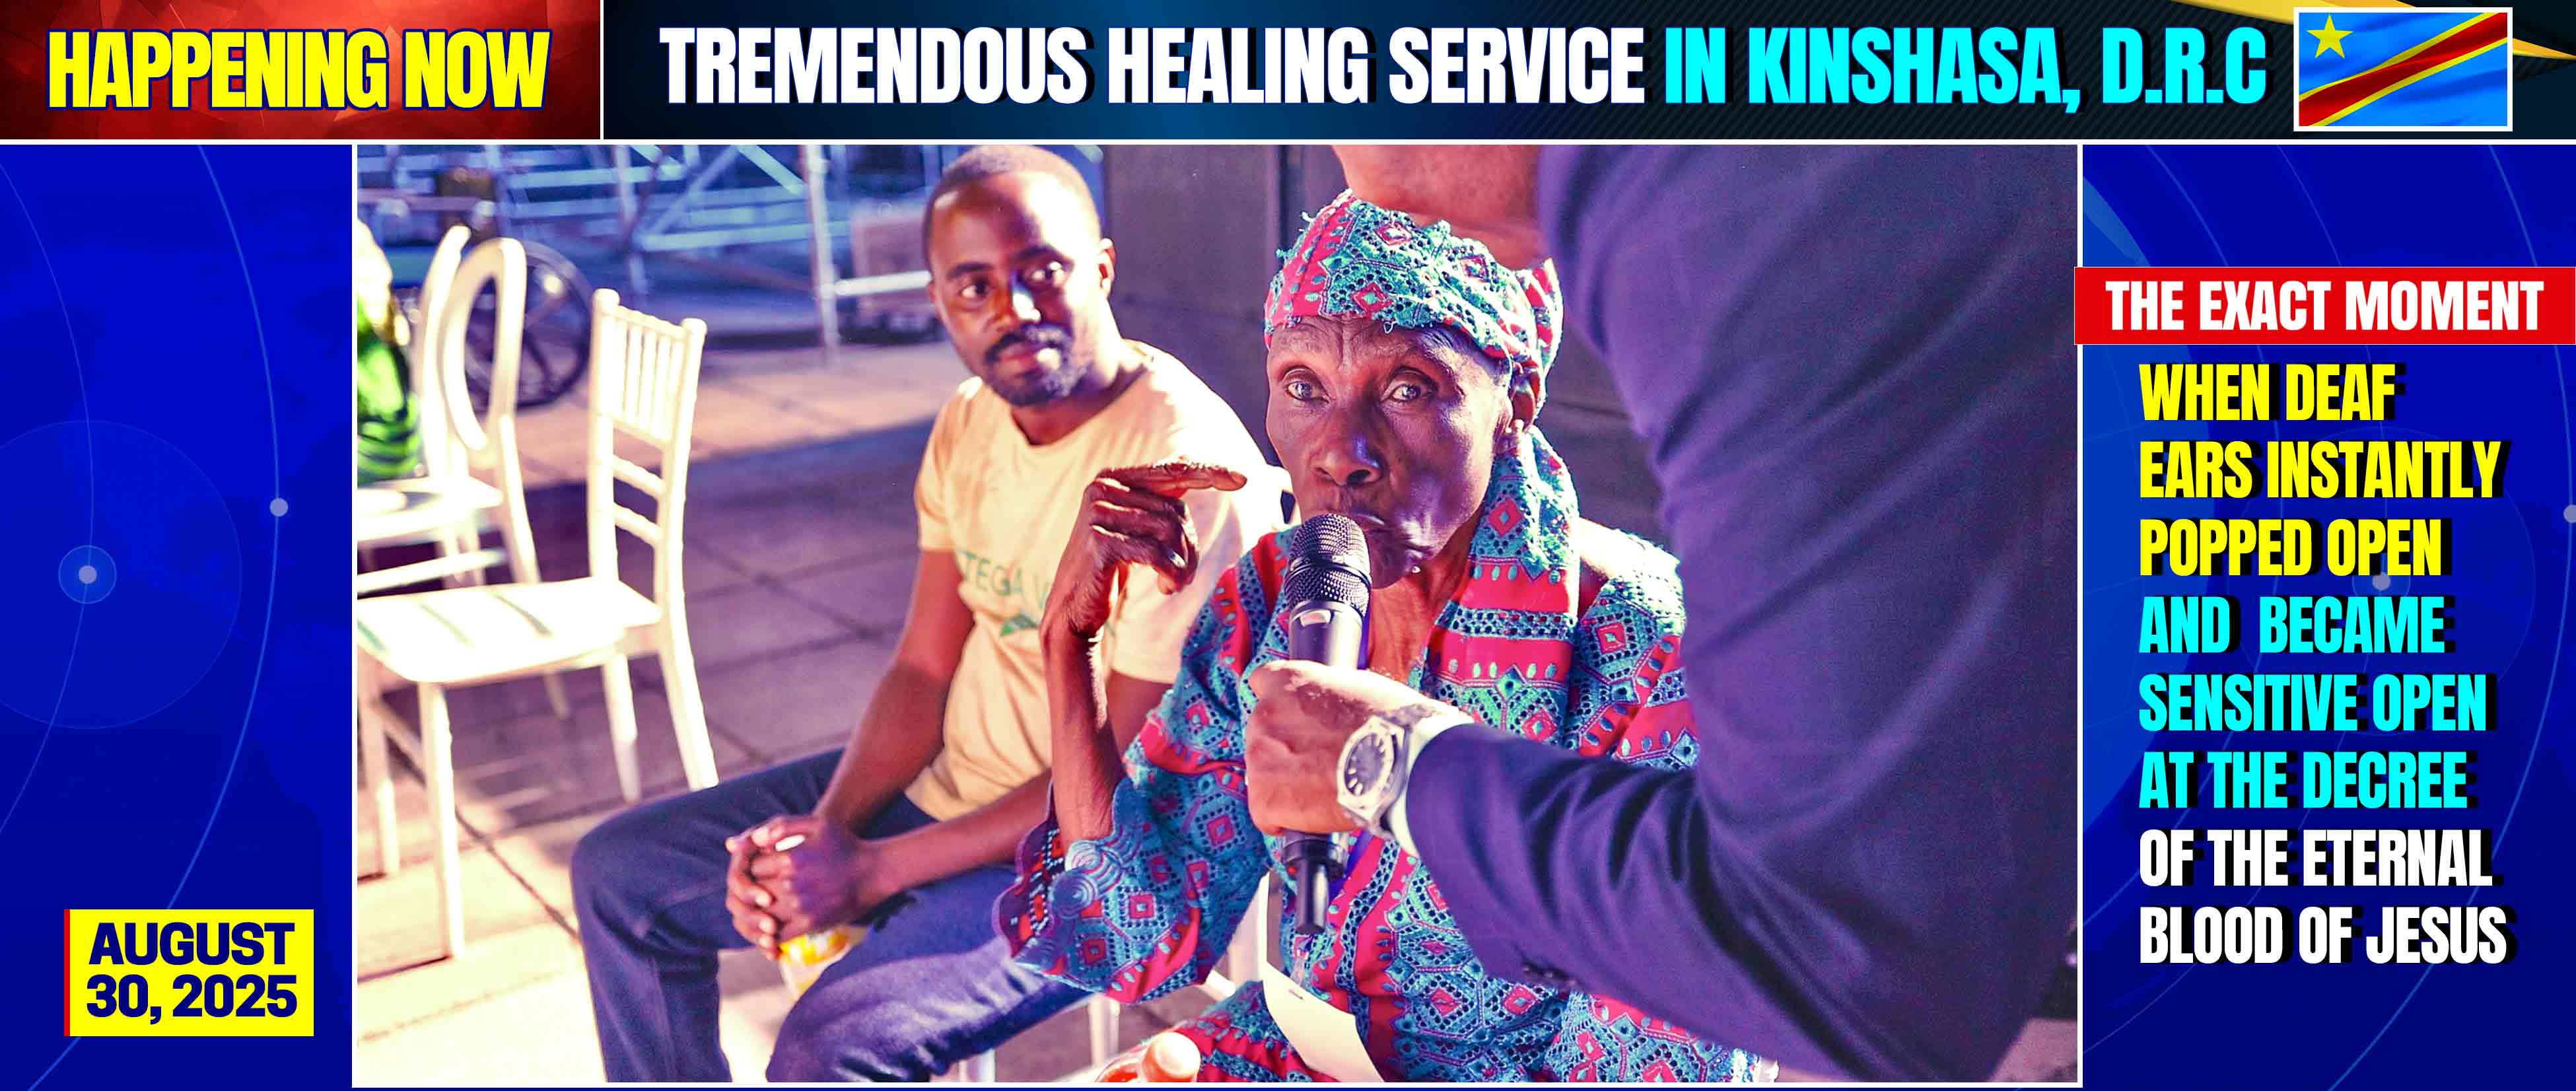 HAPPENING NOW
TREMENDOUS HEALING SERVICE IN KINSHASA, D.R.C
THE EXACT MOMENT
WHEN DEAF
EARS INSTANTLY
POPPED OPEN
AND BECAME
SENSITIVE OPEN
AT THE DECREE
OF THE ETERNAL
BLOOD OF JESUS
AUGUST
30, 2025